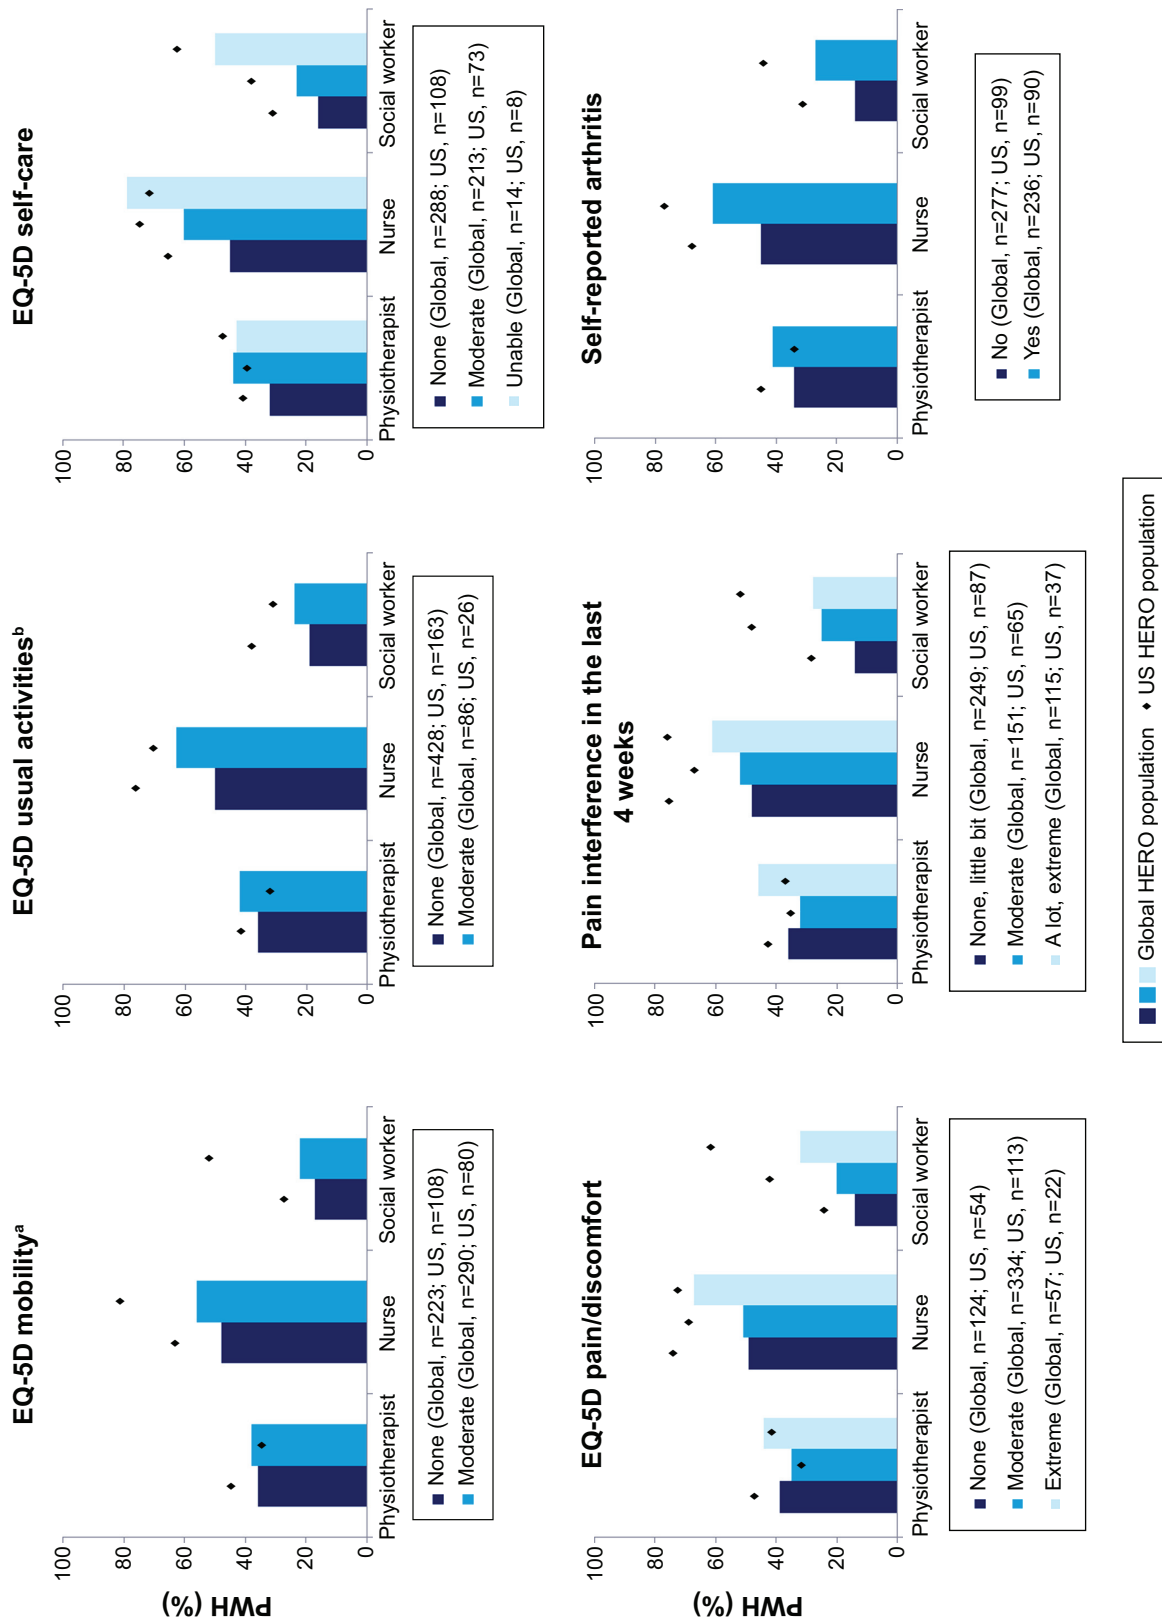 EQ-5D mobilityᵃ
PWH (%)
100
80
60
40
20
0
Physiotherapist
Nurse
Social worker
None (Global, n=223; US, n=108)
Moderate (Global, n=290; US, n=80)
EQ-5D usual activitiesᵇ
100
80
60
40
20
0
Physiotherapist
Nurse
Social worker
None (Global, n=428; US, n=163)
Moderate (Global, n=86; US, n=26)
EQ-5D self-care
100
80
60
40
20
0
Physiotherapist
Nurse
Social worker
None (Global, n=288; US, n=108)
Moderate (Global, n=213; US, n=73)
Unable (Global, n=14; US, n=8)
EQ-5D pain/discomfort
PWH (%)
100
80
60
40
20
0
Physiotherapist
Nurse
Social worker
None (Global, n=124; US, n=54)
Moderate (Global, n=334; US, n=113)
Extreme (Global, n=57; US, n=22)
Pain interference in the last
4 weeks
100
80
60
40
20
0
Physiotherapist
Nurse
Social worker
None, little bit (Global, n=249; US, n=87)
Moderate (Global, n=151; US, n=65)
A lot, extreme (Global, n=115; US, n=37)
Self-reported arthritis
100
80
60
40
20
0
Physiotherapist
Nurse
Social worker
No (Global, n=277; US, n=99)
Yes (Global, n=236; US, n=90)
Global HERO population
US HERO population